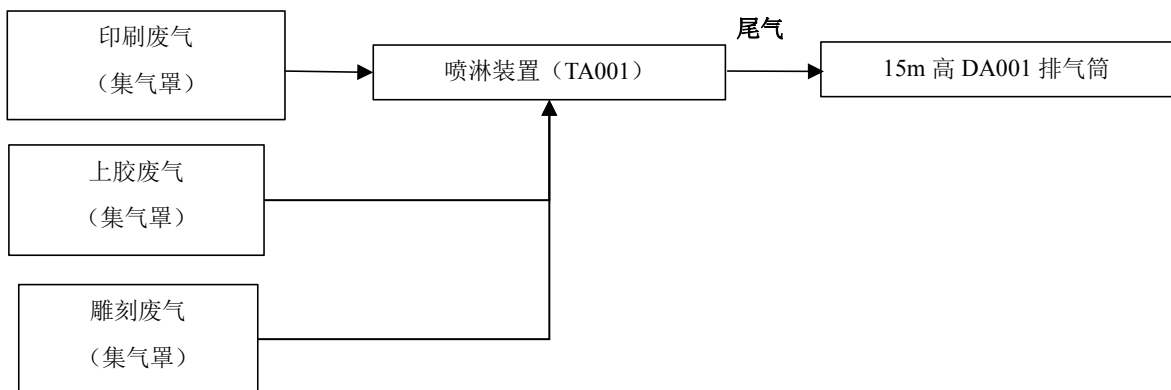 印刷废气
（集气罩）
喷淋装置（TA001）
尾气
15m 高 DA001 排气筒
上胶废气
（集气罩）
雕刻废气
（集气罩）